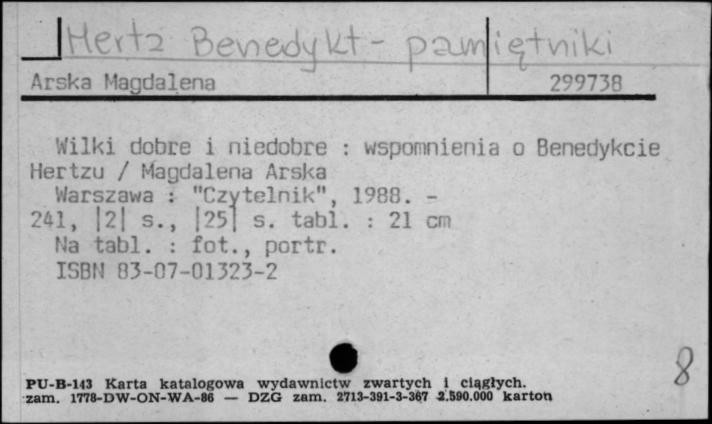 Hertz Benedykt - pamiętniki
Arska Magdalena 299738
Wilki dobre i niedobre : wspomnienia o Benedykcie
Hertzu / Magdalena Arska
Warszawa : "Czytelnik", 1988. -
241, |2| s., |25| s. tabl. : 21 cm
Na tabl. : fot., portr.
ISBN 83-07-01323-2
8
PU-B-143 Karta katalogowa wydawnictw zwartych i ciągłych.
zam. 1778-DW-ON-WA-86 — DZG zam. 2713-391-3-367 2.590.000 karton